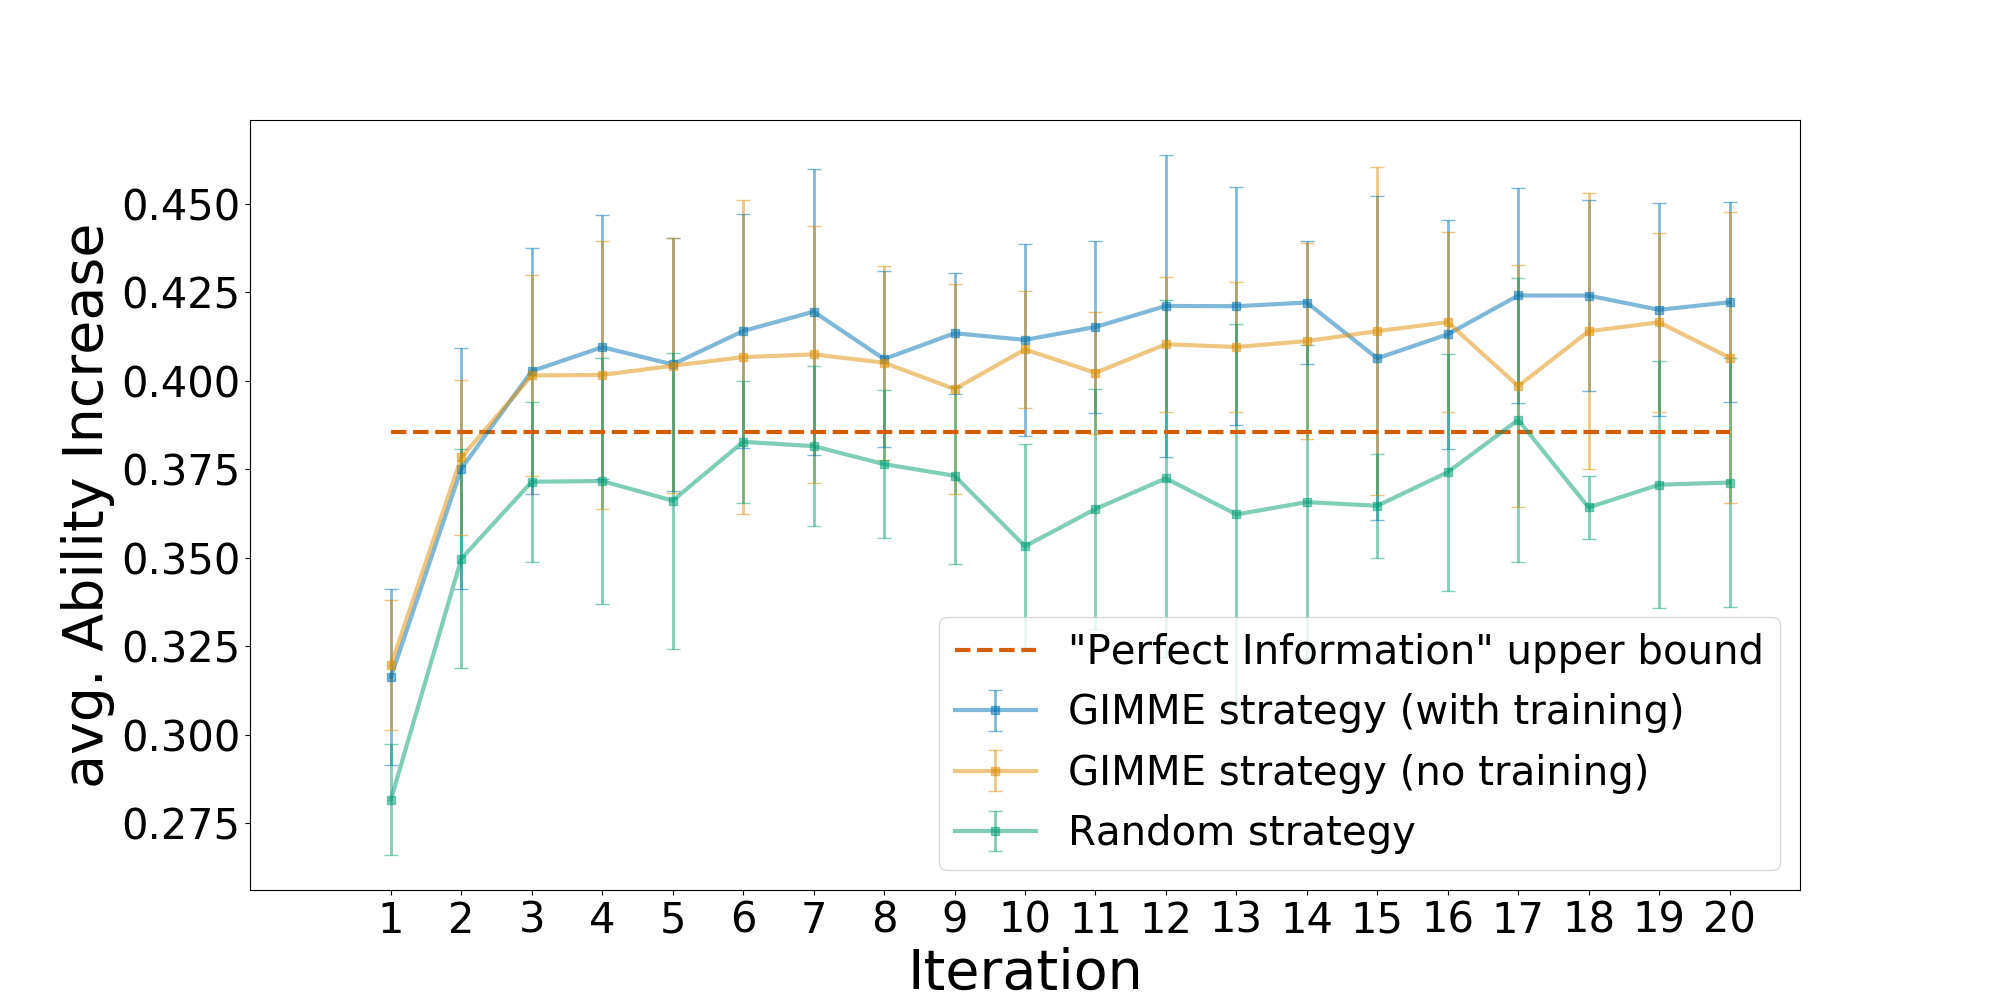 avg. Ability Increase
0.450
0.425
0.400
0.375
0.350
0.325
0.300
0.275
"Perfect Information" upper bound
GIMME strategy (with training)
GIMME strategy (no training)
Random strategy
1 2 3 4 5 6 7 8 9 10 11 12 13 14 15 16 17 18 19 20
Iteration